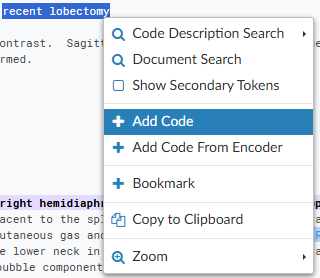 recent lobectomy
Code Description Search
ontrast. Sagitt
Document Search
rmed.
Show Secondary Tokens
Add Code
Add Code From Encoder
Bookmark
right hemidiaphr
acent to the spl
Copy to Clipboard
utaneous gas and
e lower neck in
Zoom
bubble component